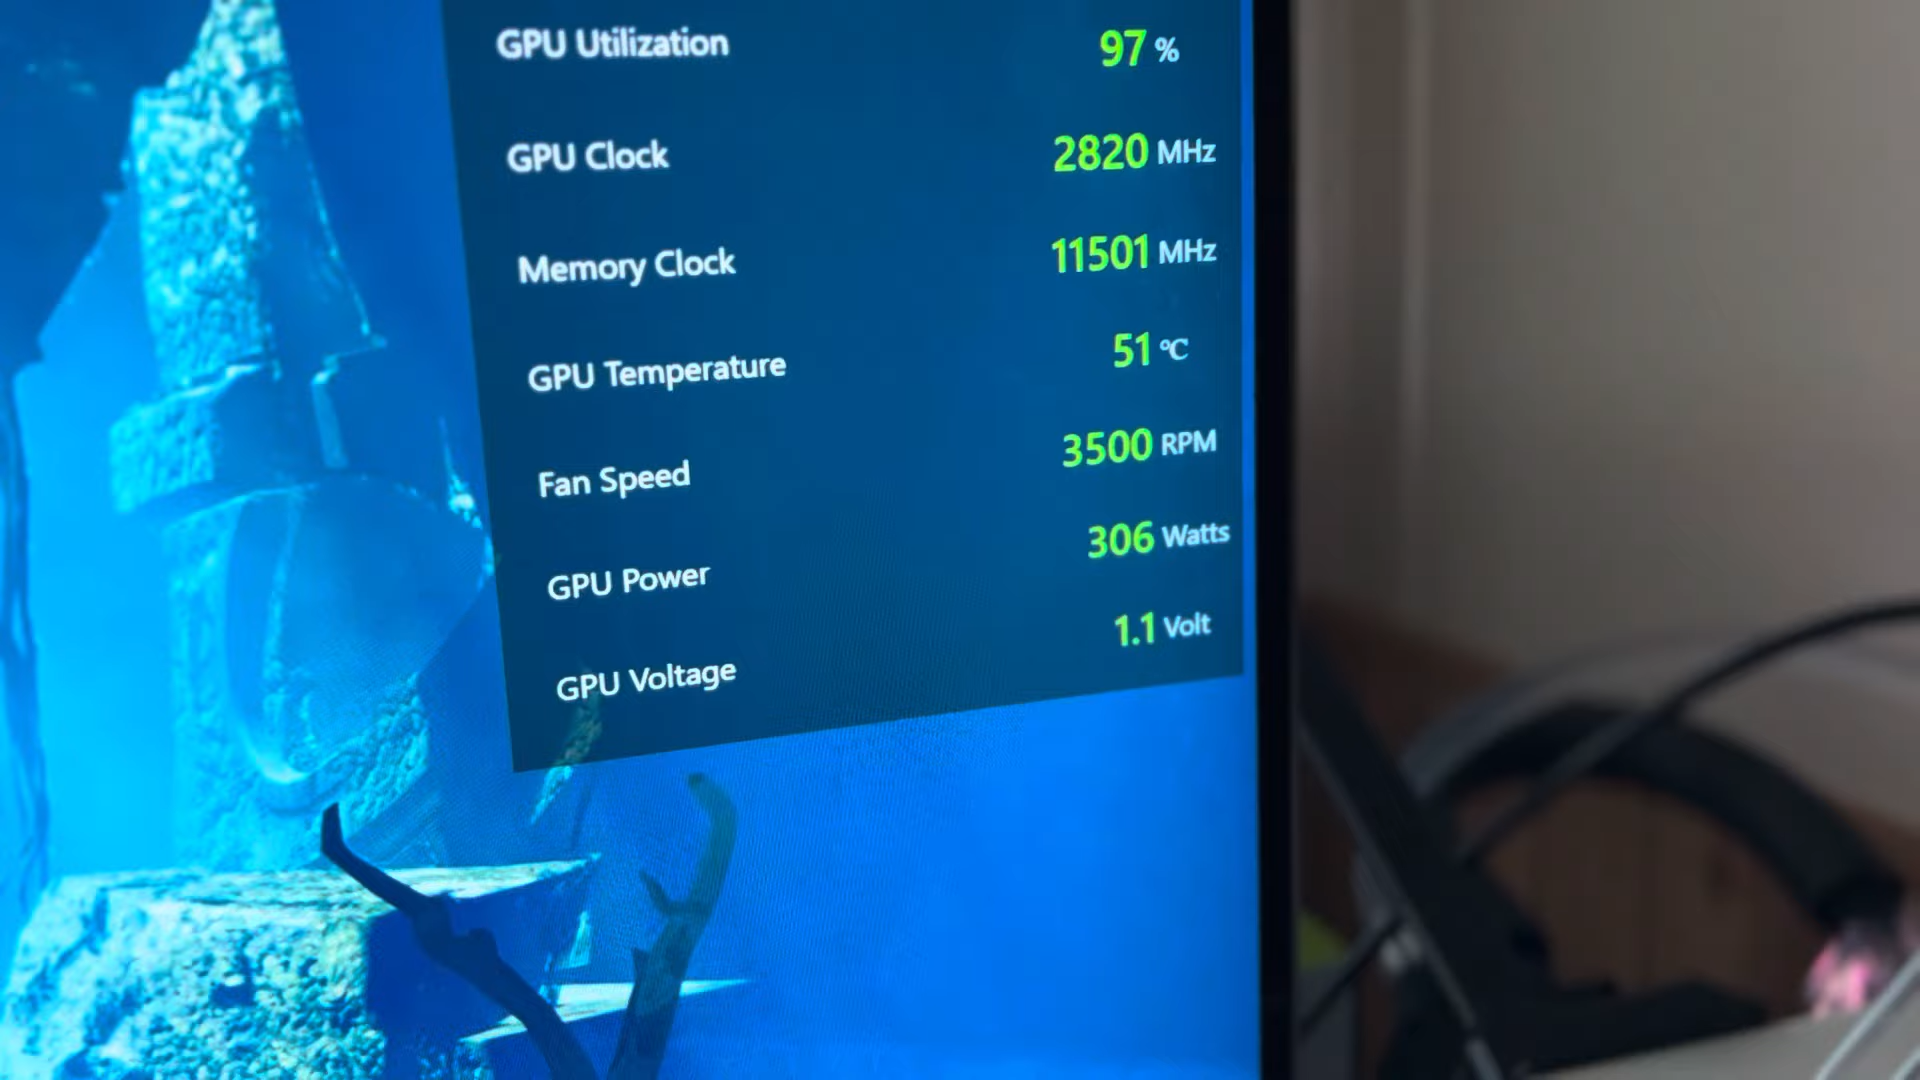 GPU Utilization 97 %
GPU Clock 2820 MHz
Memory Clock 11501 MHz
GPU Temperature 51 ℃
Fan Speed 3500 RPM
GPU Power 306 Watts
GPU Voltage 1.1 Volt